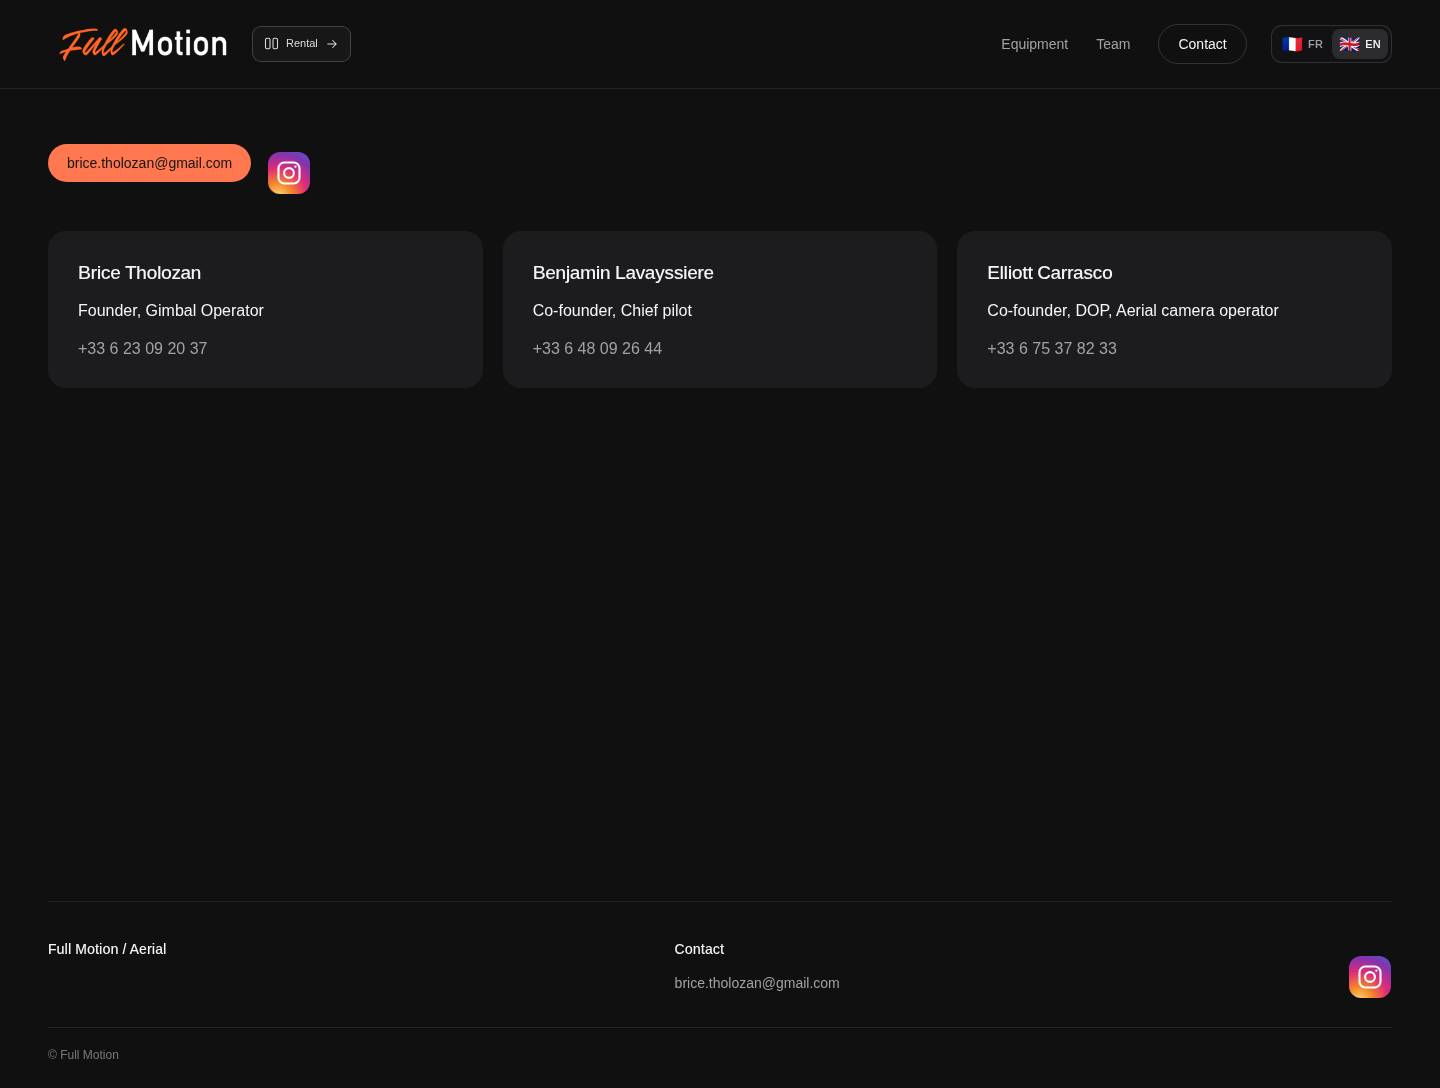 Full Motion
Rental
Equipment
Team
Contact
FR
EN
brice.tholozan@gmail.com
Brice Tholozan
Founder, Gimbal Operator
+33 6 23 09 20 37
Benjamin Lavayssiere
Co-founder, Chief pilot
+33 6 48 09 26 44
Elliott Carrasco
Co-founder, DOP, Aerial camera operator
+33 6 75 37 82 33
Full Motion / Aerial
Contact
brice.tholozan@gmail.com
© Full Motion